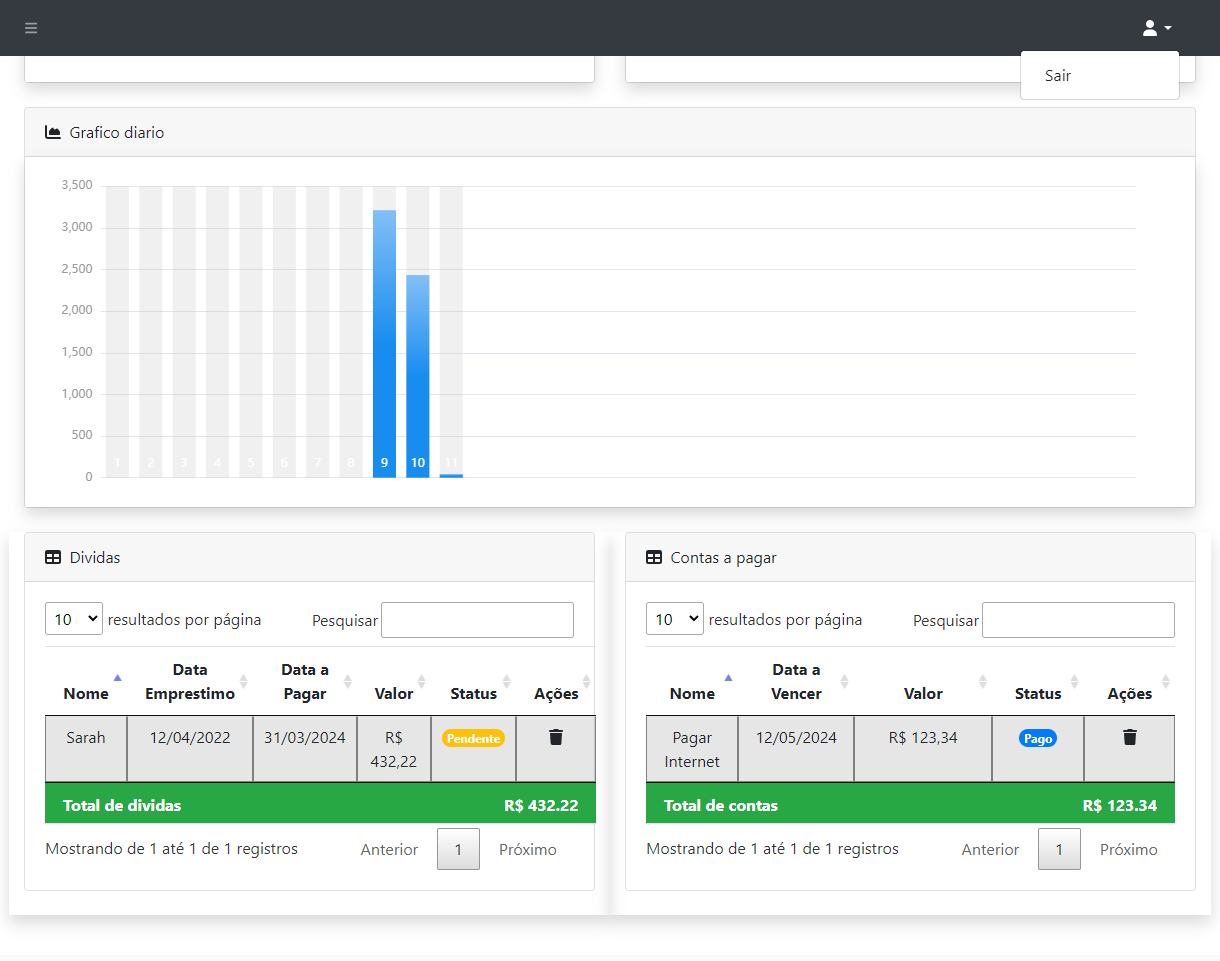 Sair
Grafico diario
3,500
3,000
2,500
2,000
1,500
1,000
500
0
1 2 3 4 5 6 7 8 9 10 11
Dividas
10 resultados por página Pesquisar
Nome Data Emprestimo Data a Pagar Valor Status Ações
Sarah 12/04/2022 31/03/2024 R$ 432,22 Pendente
Total de dividas R$ 432.22
Mostrando de 1 até 1 de 1 registros Anterior 1 Próximo
Contas a pagar
10 resultados por página Pesquisar
Nome Data a Vencer Valor Status Ações
Pagar Internet 12/05/2024 R$ 123,34 Pago
Total de contas R$ 123.34
Mostrando de 1 até 1 de 1 registros Anterior 1 Próximo